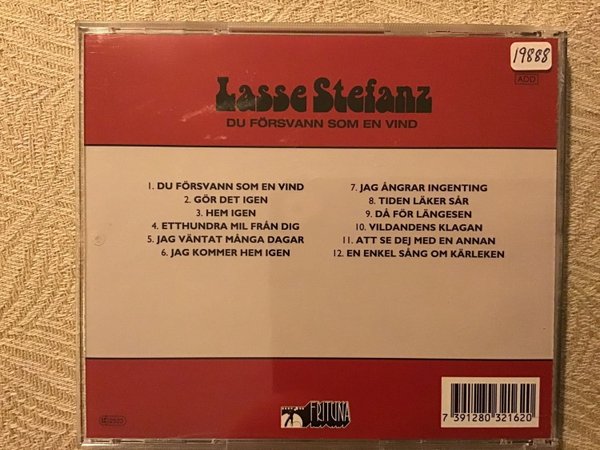 19888
ADD
Lasse Stefanz
DU FÖRSVANN SOM EN VIND
1. DU FÖRSVANN SOM EN VIND
2. GÖR DET IGEN
3. HEM IGEN
4. ETTHUNDRA MIL FRÅN DIG
5. JAG VÄNTAT MÅNGA DAGAR
6. JAG KOMMER HEM IGEN
7. JAG ÅNGRAR INGENTING
8. TIDEN LÄKER SÅR
9. DÅ FÖR LÄNGESEN
10. VILDANDENS KLAGAN
11. ATT SE DEJ MED EN ANNAN
12. EN ENKEL SÅNG OM KÄRLEKEN
FRITUNA
7 391280 321620